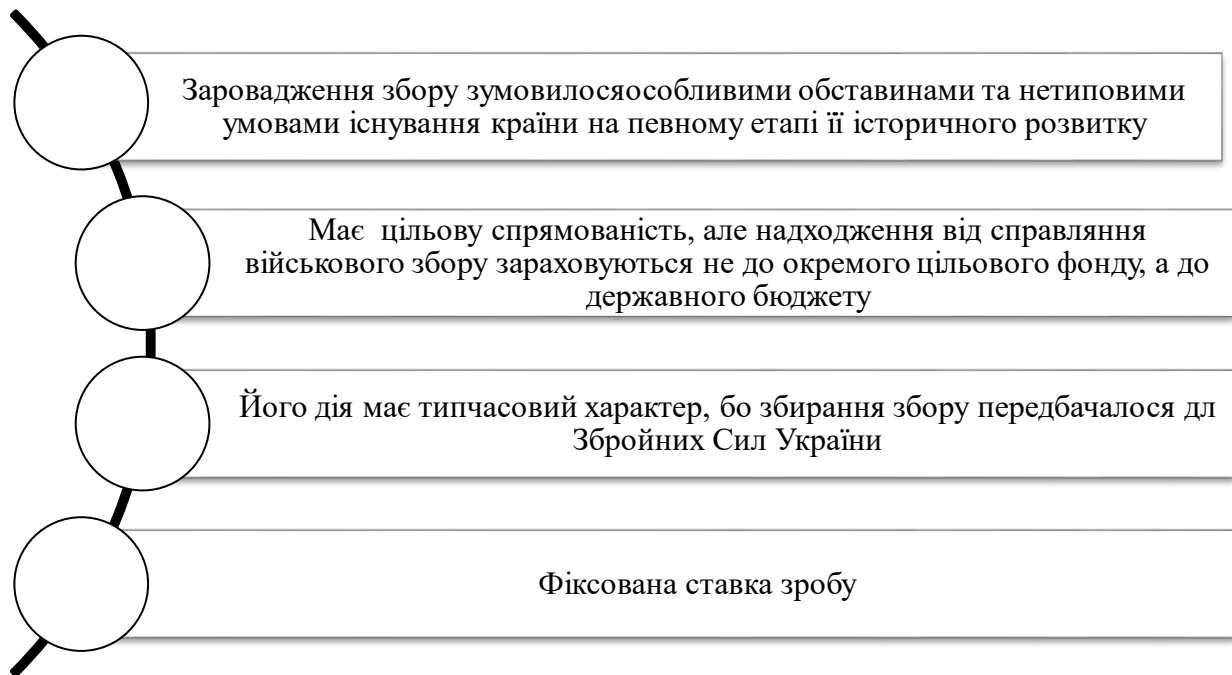 Заровадження збору зумовилосяособливими обставинами та нетиповими
умовами існування країни на певному етапі її історичного розвитку
Має цільову спрямованість, але надходження від справляння
військового збору зараховуються не до окремого цільового фонду, а до
державного бюджету
Його дія має типчасовий характер, бо збирання збору передбачалося дл
Збройних Сил України
Фіксована ставка зробу